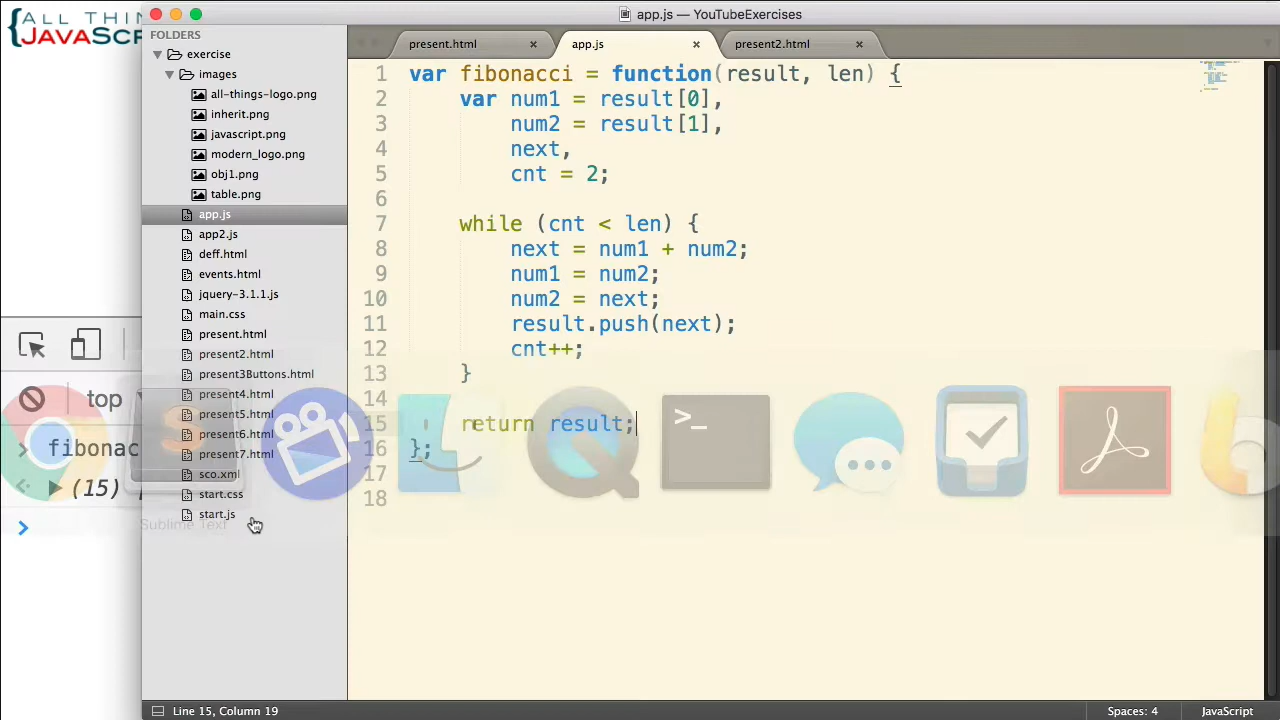 ALL THIN
JAVASCRI
app.js — YouTubeExercises
FOLDERS
exercise
images
all-things-logo.png
inherit.png
javascript.png
modern_logo.png
obj1.png
table.png
app.js
app2.js
deff.html
events.html
jquery-3.1.1.js
main.css
present.html
present2.html
present3Buttons.html
present4.html
present5.html
present6.html
present7.html
sco.xml
start.css
start.js
present.html
app.js
present2.html
1 var fibonacci = function(result, len) {
2 var num1 = result[0],
3 num2 = result[1],
4 next,
5 cnt = 2;
6
7 while (cnt < len) {
8 next = num1 + num2;
9 num1 = num2;
10 num2 = next;
11 result.push(next);
12 cnt++;
13 }
14
15 return result;
16 };
17
18
top
fibonac
(15)
Sublime Text
Line 15, Column 19
Spaces: 4
JavaScript